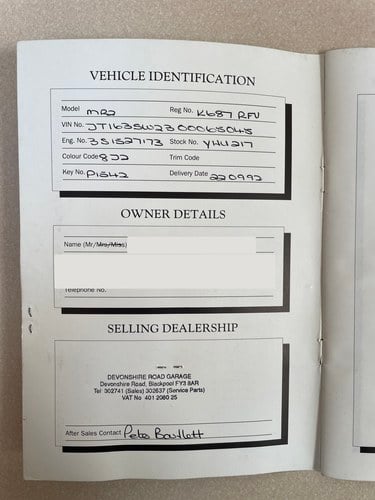 VEHICLE IDENTIFICATION
Model MR2 Reg No. K687 RFV
VIN No. JT163SW2300065045
Eng. No. 3S1527173 Stock No. YHU217
Colour Code 8J2 Trim Code
Key No. P1542 Delivery Date 220992
OWNER DETAILS
Name (Mr/Mrs/Miss)
Telephone No.
SELLING DEALERSHIP
DEVONSHIRE ROAD GARAGE
Devonshire Road, Blackpool FY3 8AR
Tel 302741 (Sales) 302637 (Service Parts)
VAT No 401 2080 25
After Sales Contact Pete Bartlett